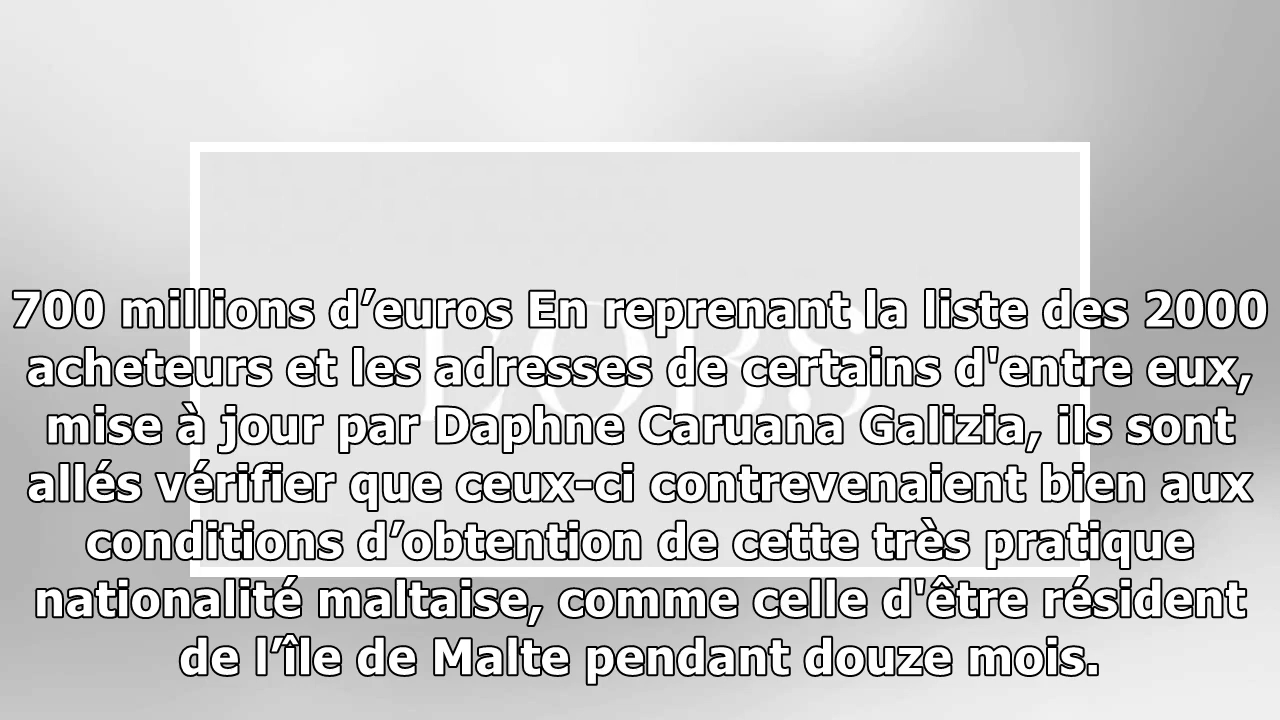 700 millions d’euros En reprenant la liste des 2000
acheteurs et les adresses de certains d'entre eux,
mise à jour par Daphne Caruana Galizia, ils sont
allés vérifier que ceux-ci contrevenaient bien aux
conditions d’obtention de cette très pratique
nationalité maltaise, comme celle d'être résident
de l’île de Malte pendant douze mois.